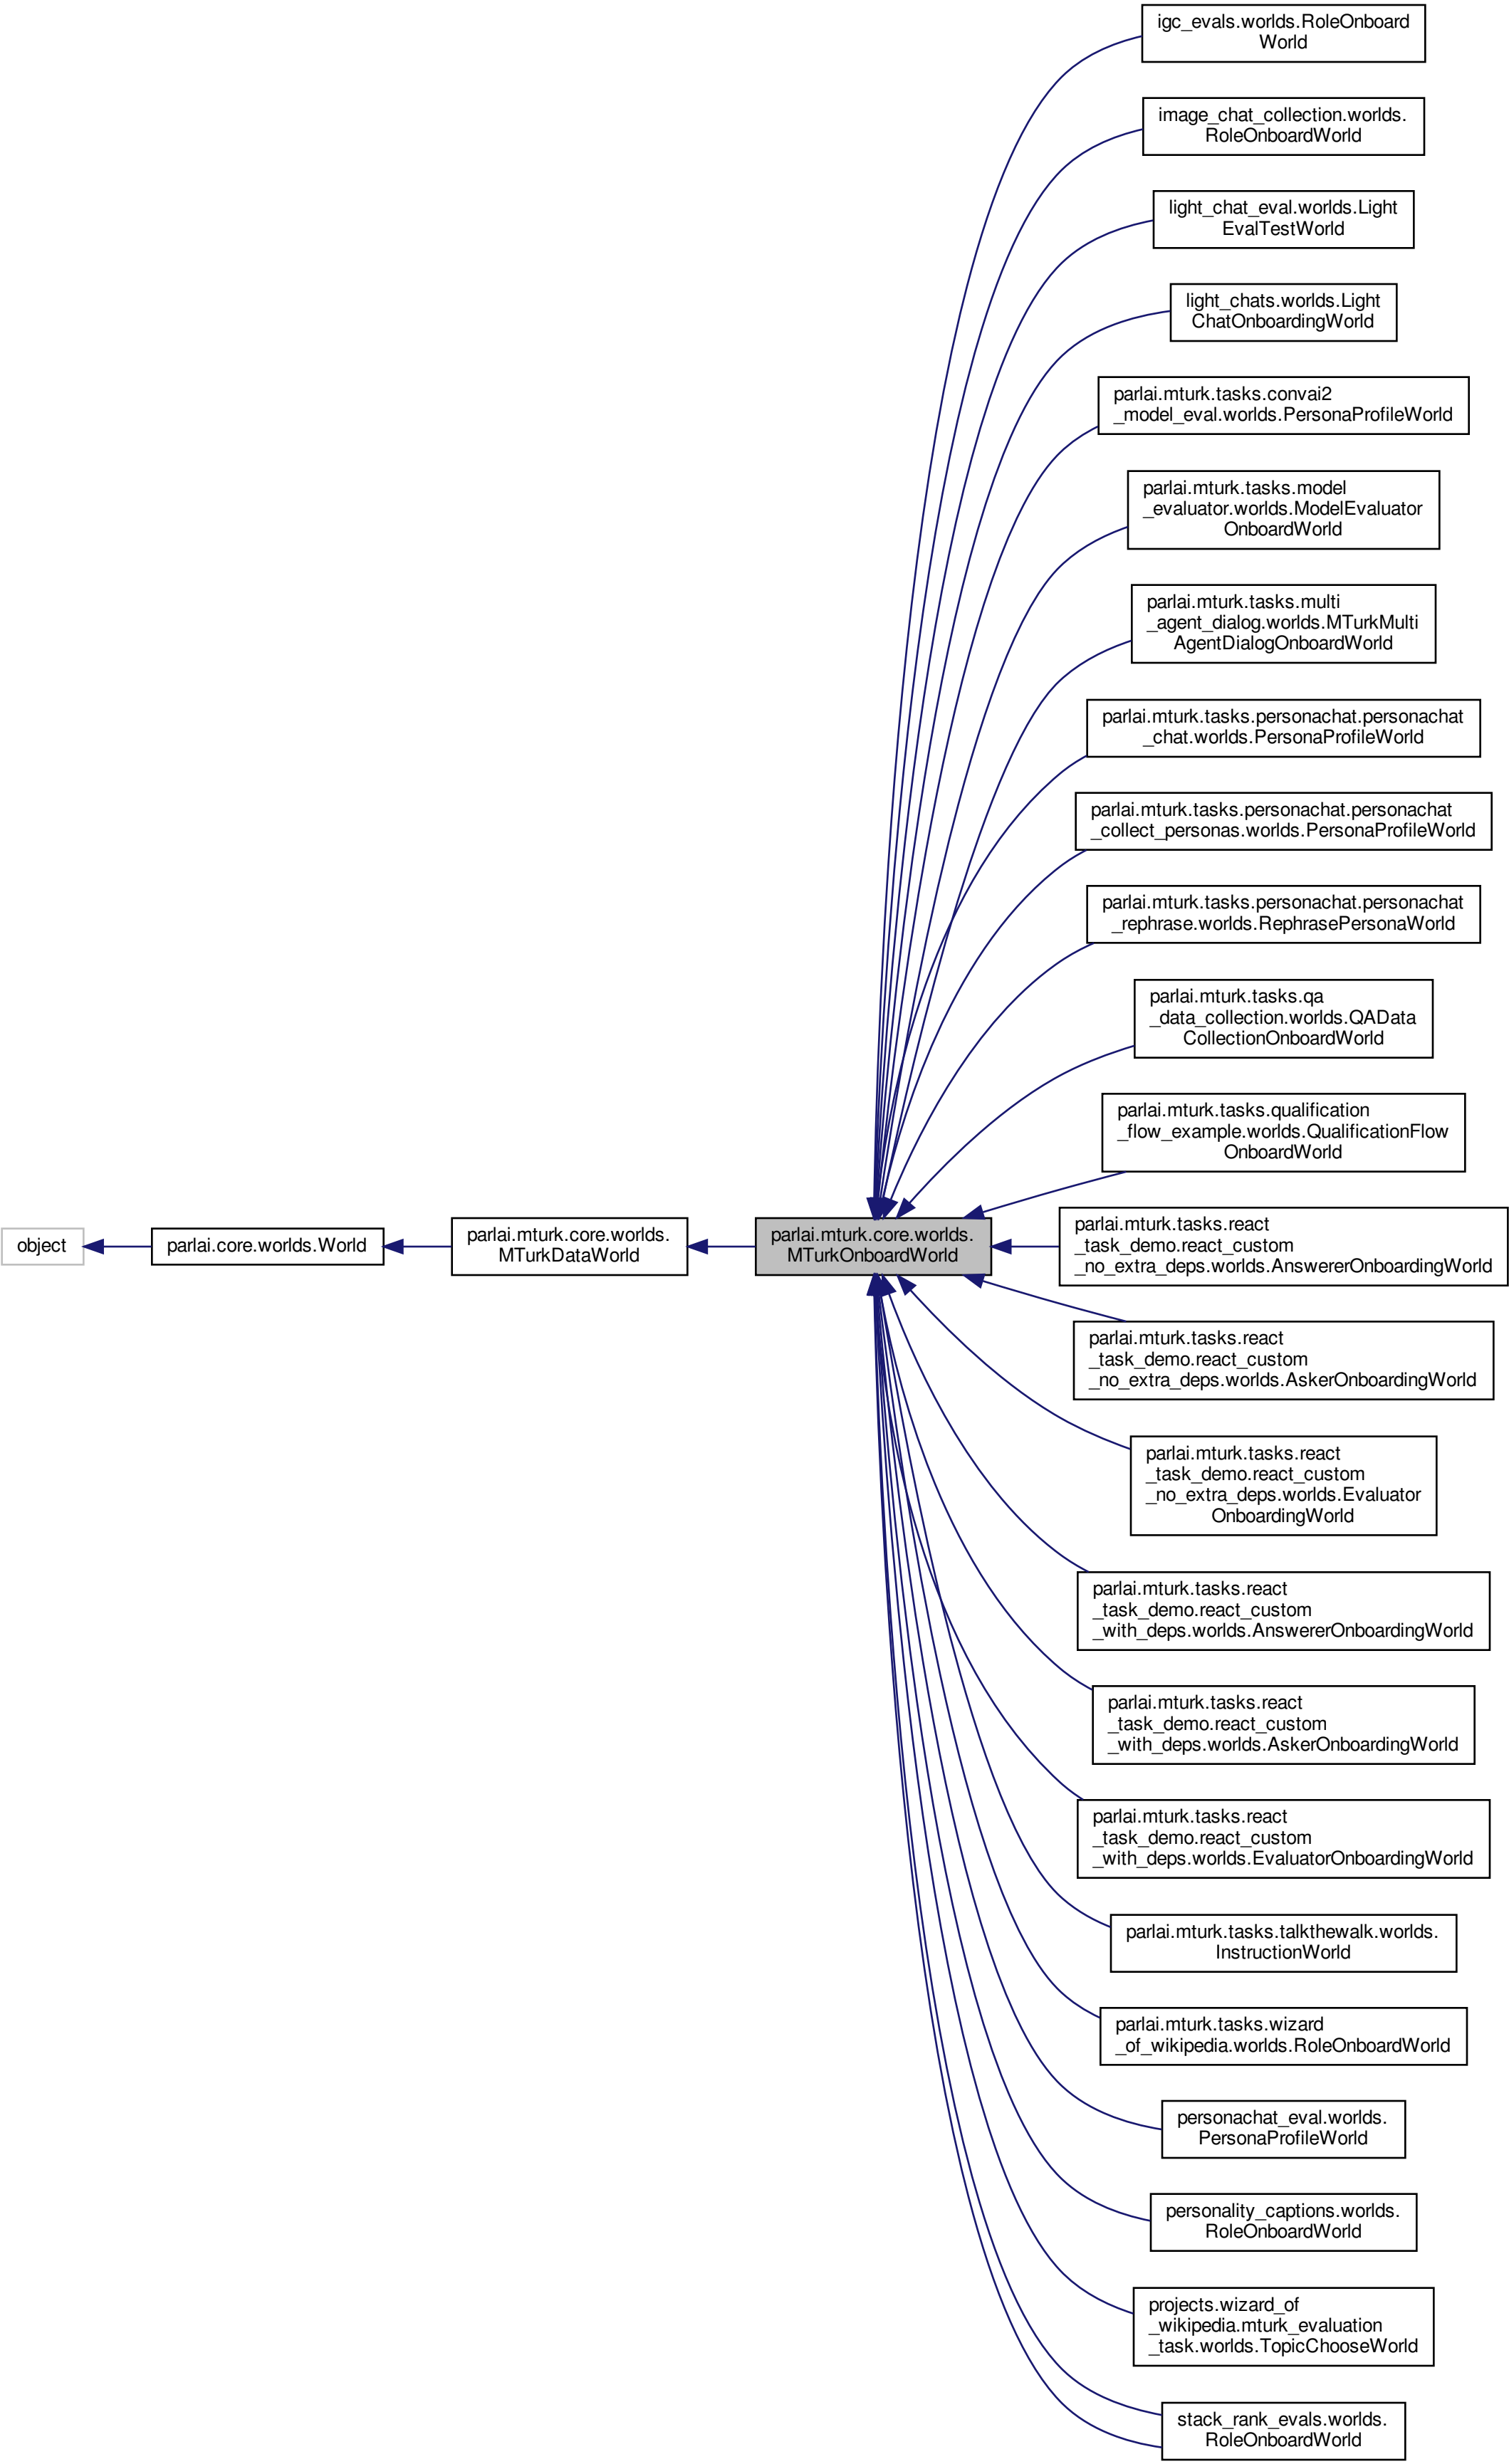 igc_evals.worlds.RoleOnboard
World
image_chat_collection.worlds.
RoleOnboardWorld
light_chat_eval.worlds.Light
EvalTestWorld
light_chats.worlds.Light
ChatOnboardingWorld
parlai.mturk.tasks.convai2
_model_eval.worlds.PersonaProfileWorld
parlai.mturk.tasks.model
_evaluator.worlds.ModelEvaluator
OnboardWorld
parlai.mturk.tasks.multi
_agent_dialog.worlds.MTurkMulti
AgentDialogOnboardWorld
parlai.mturk.tasks.personachat.personachat
_chat.worlds.PersonaProfileWorld
parlai.mturk.tasks.personachat.personachat
_collect_personas.worlds.PersonaProfileWorld
parlai.mturk.tasks.personachat.personachat
_rephrase.worlds.RephrasePersonaWorld
parlai.mturk.tasks.qa
_data_collection.worlds.QAData
CollectionOnboardWorld
parlai.mturk.tasks.qualification
_flow_example.worlds.QualificationFlow
OnboardWorld
object
parlai.core.worlds.World
parlai.mturk.core.worlds.
MTurkDataWorld
parlai.mturk.core.worlds.
MTurkOnboardWorld
parlai.mturk.tasks.react
_task_demo.react_custom
_no_extra_deps.worlds.AnswererOnboardingWorld
parlai.mturk.tasks.react
_task_demo.react_custom
_no_extra_deps.worlds.AskerOnboardingWorld
parlai.mturk.tasks.react
_task_demo.react_custom
_no_extra_deps.worlds.Evaluator
OnboardingWorld
parlai.mturk.tasks.react
_task_demo.react_custom
_with_deps.worlds.AnswererOnboardingWorld
parlai.mturk.tasks.react
_task_demo.react_custom
_with_deps.worlds.AskerOnboardingWorld
parlai.mturk.tasks.react
_task_demo.react_custom
_with_deps.worlds.EvaluatorOnboardingWorld
parlai.mturk.tasks.talkthewalk.worlds.
InstructionWorld
parlai.mturk.tasks.wizard
_of_wikipedia.worlds.RoleOnboardWorld
personachat_eval.worlds.
PersonaProfileWorld
personality_captions.worlds.
RoleOnboardWorld
projects.wizard_of
_wikipedia.mturk_evaluation
_task.worlds.TopicChooseWorld
stack_rank_evals.worlds.
RoleOnboardWorld